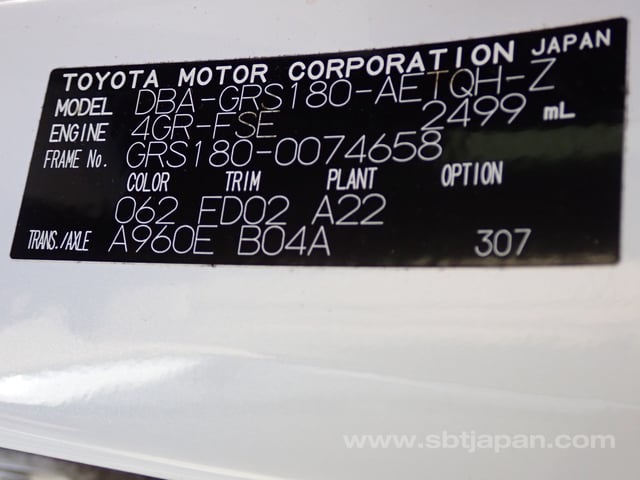 TOYOTA MOTOR CORPORATION JAPAN
MODEL DBA-GRS180-AETQH-Z
ENGINE 4GR-FSE 2499 mL
FRAME No. GRS180-0074658
COLOR TRIM PLANT OPTION
062 FD02 A22
TRANS./AXLE A960E B04A 307
www.sbtjapan.com